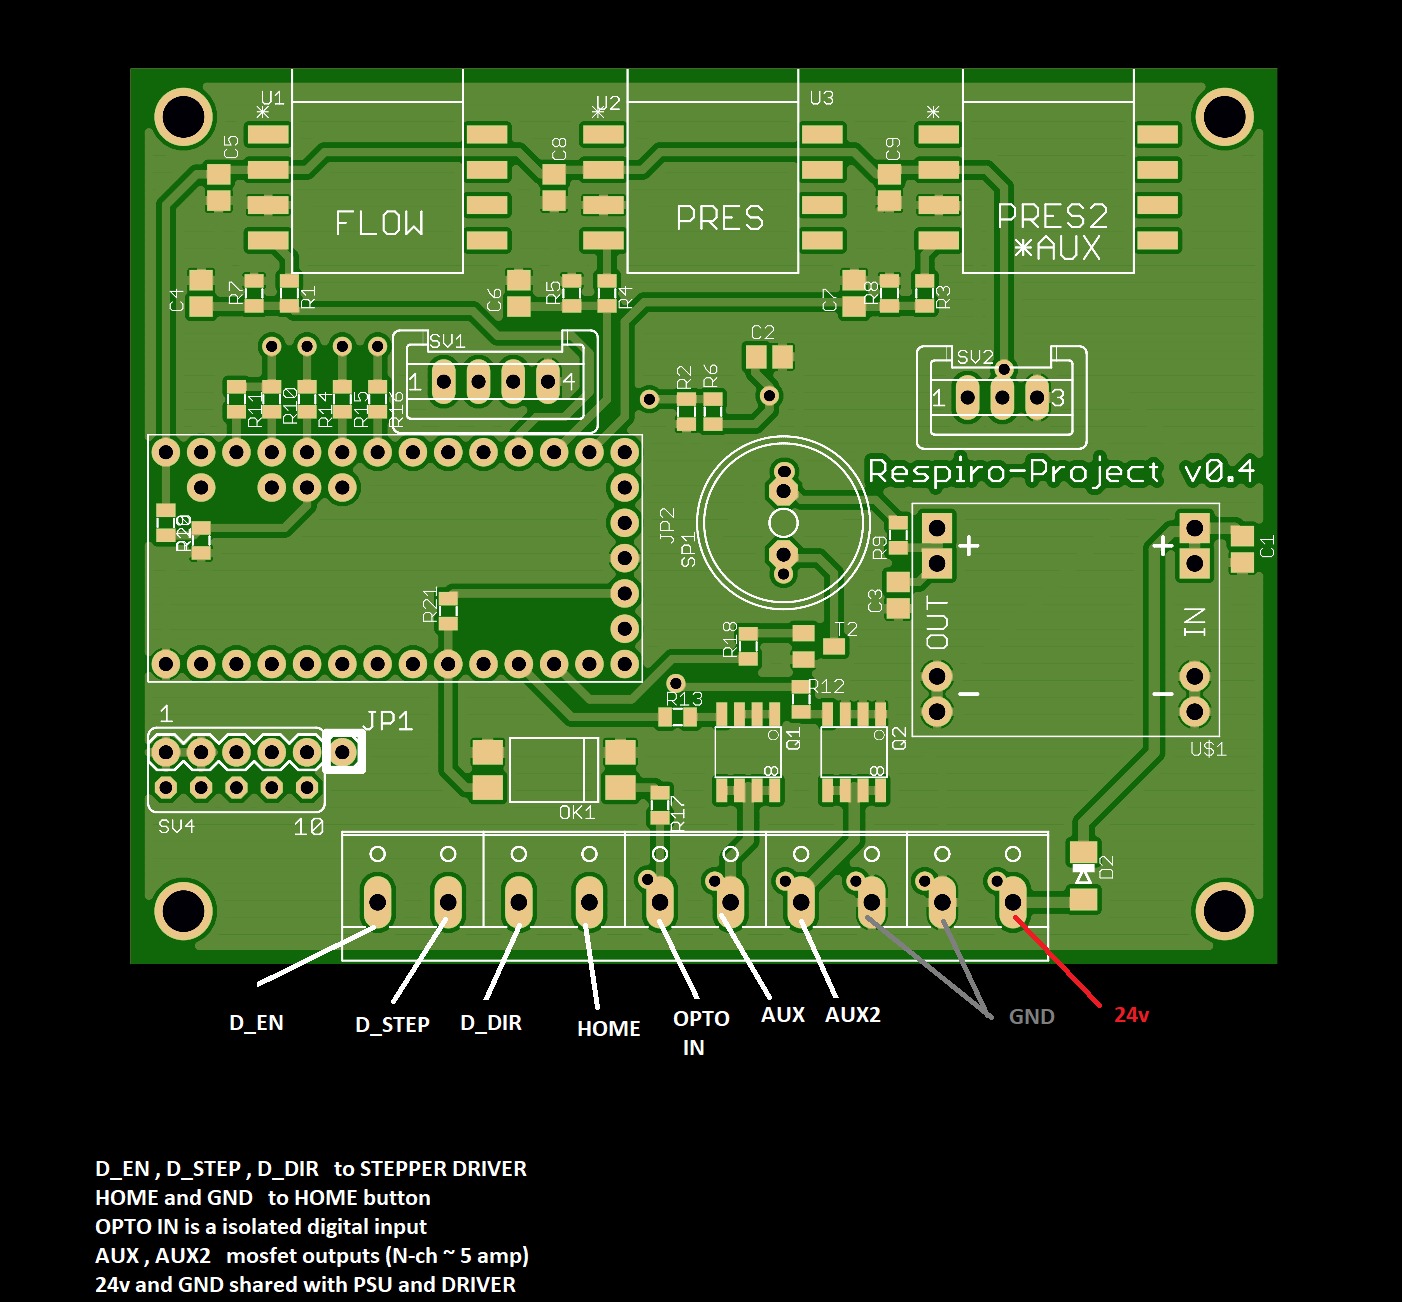 U1
U2
U3
*
*
*
C5
C8
C9
FLOW
PRES
PRES2
*AUX
C4
R7
R1
C6
R5
R4
C7
R8
R3
SV1
1
4
C2
SV2
1
3
R2
R6
R11
R10
R14
R15
R16
Respiro-Project v0.4
JP2
SP1
R9
+
+
C1
C3
OUT
IN
R21
R18
T2
R12
R13
-
-
U$1
1
JP1
Q1
Q2
8
8
OK1
R17
SV4
10
D2
D_EN
D_STEP
D_DIR
HOME
OPTO
IN
AUX
AUX2
GND
24v
D_EN , D_STEP , D_DIR to STEPPER DRIVER
HOME and GND to HOME button
OPTO IN is a isolated digital input
AUX , AUX2 mosfet outputs (N-ch ~ 5 amp)
24v and GND shared with PSU and DRIVER